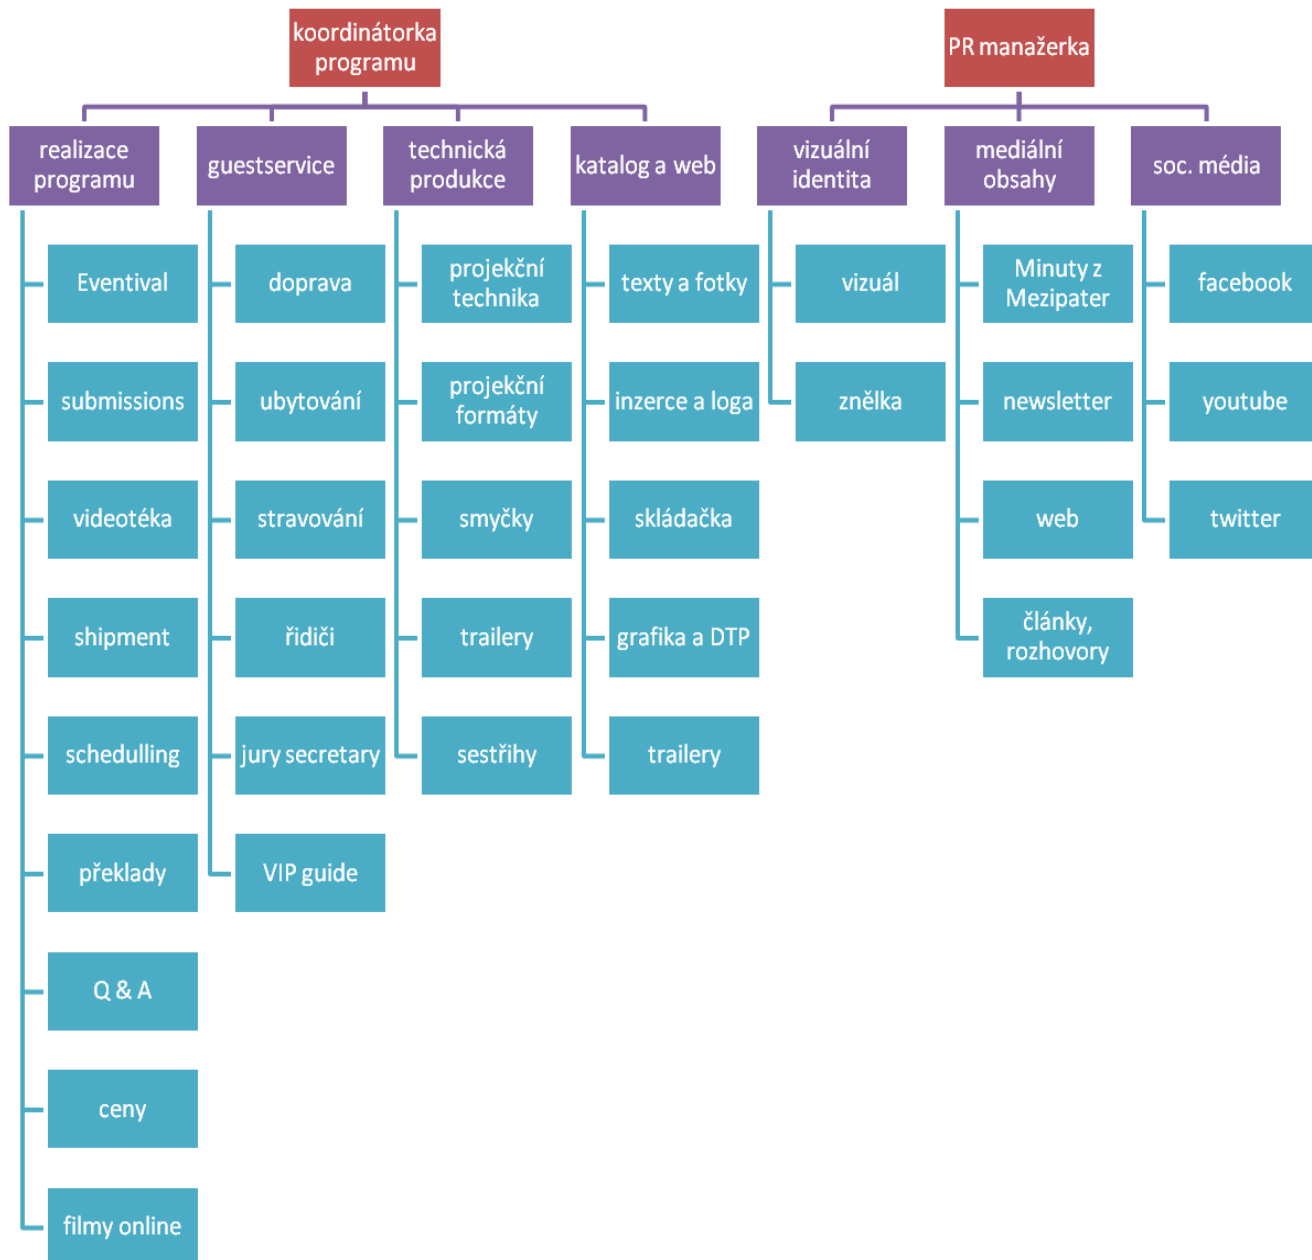 koordinátorka
programu
PR manažerka
realizace
programu
guestservice
technická
produkce
katalog a web
vizuální
identita
mediální
obsahy
soc. média
Eventival
submissions
videotéka
shipment
schedulling
překlady
Q & A
ceny
filmy online
doprava
ubytování
stravování
řidiči
jury secretary
VIP guide
projekční
technika
projekční
formáty
smyčky
trailery
sestřihy
texty a fotky
inzerce a loga
skládačka
grafika a DTP
trailery
vizuál
znělka
Minuty z
Mezipater
newsletter
web
články,
rozhovory
facebook
youtube
twitter